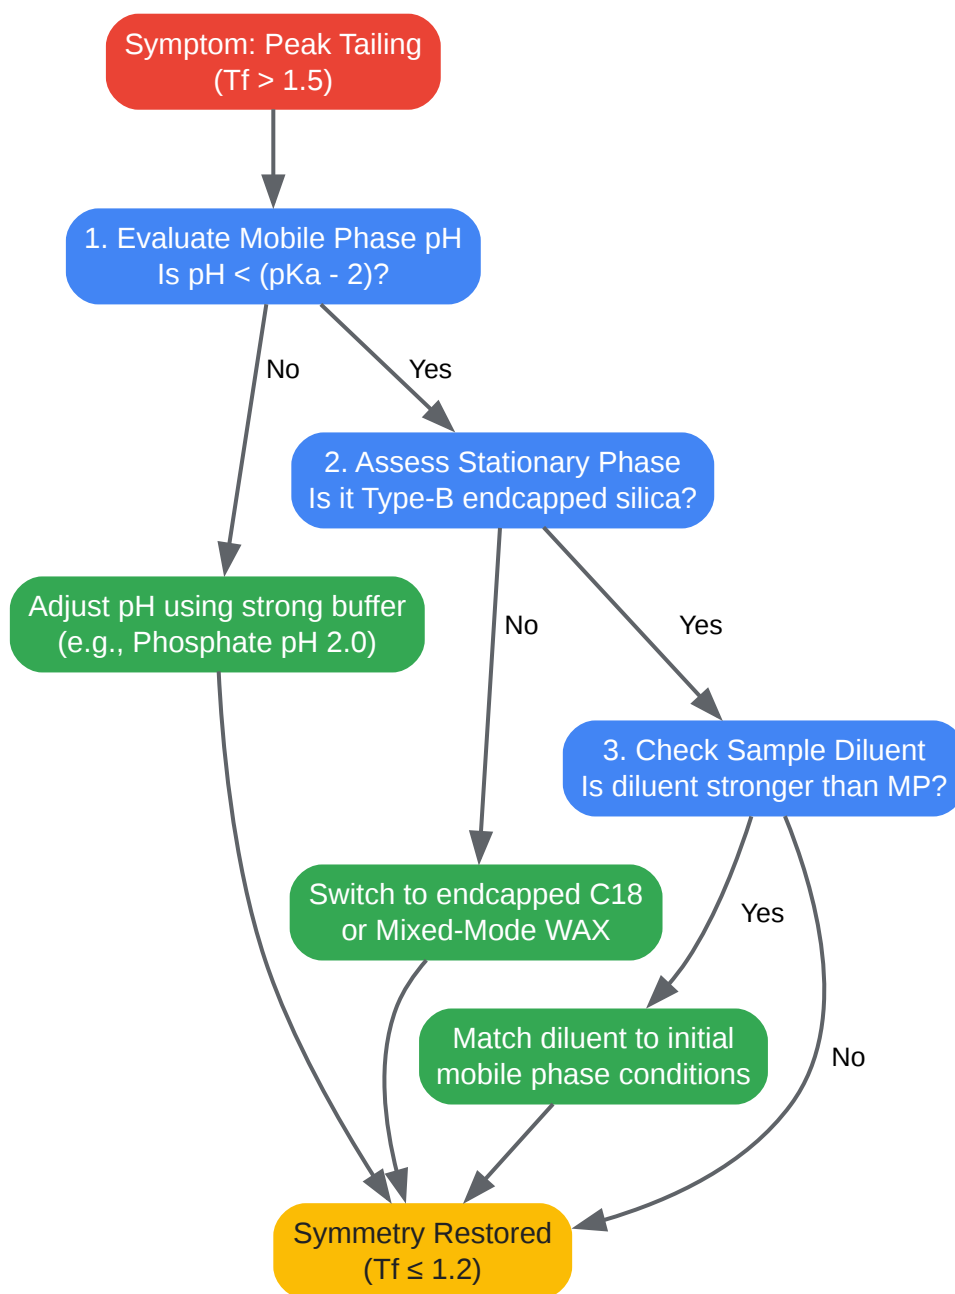 Symptom: Peak Tailing
(Tf > 1.5)
1. Evaluate Mobile Phase pH
Is pH < (pKa - 2)?
No
Yes
2. Assess Stationary Phase
Is it Type-B endcapped silica?
Adjust pH using strong buffer
(e.g., Phosphate pH 2.0)
No
Yes
3. Check Sample Diluent
Is diluent stronger than MP?
Switch to endcapped C18
or Mixed-Mode WAX
Yes
Match diluent to initial
mobile phase conditions
No
Symmetry Restored
(Tf ≤ 1.2)